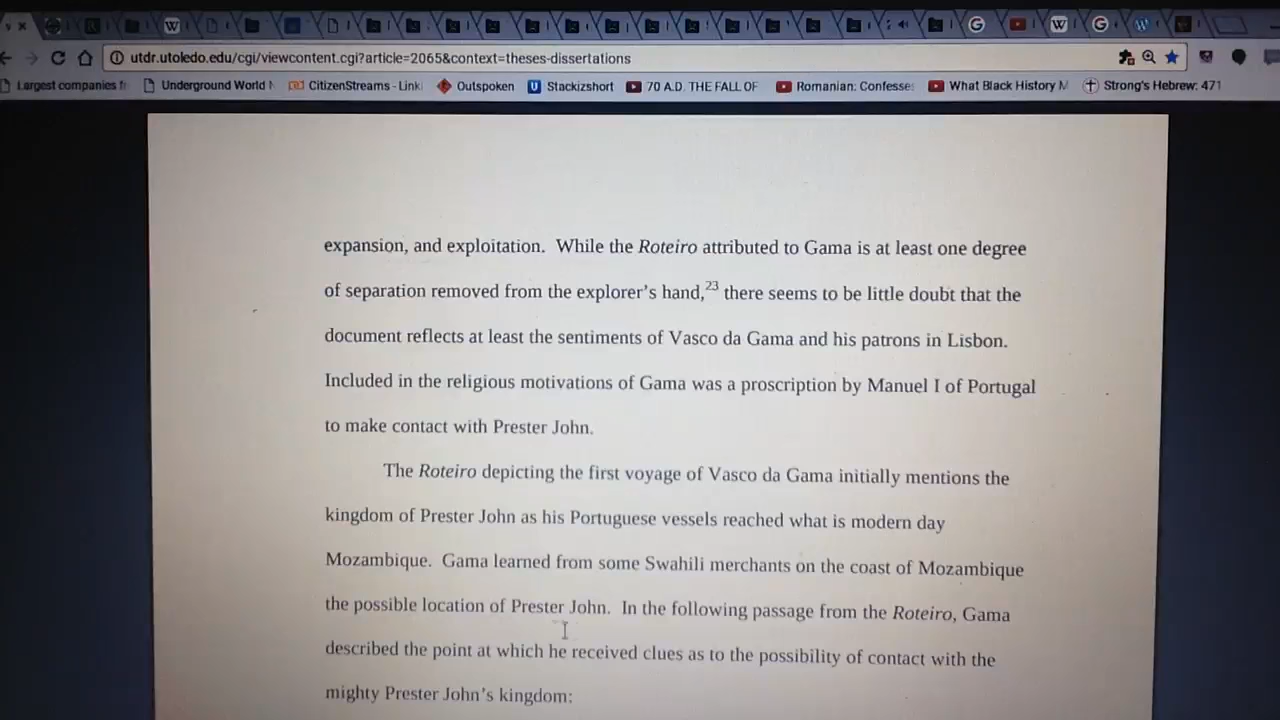 utdr.utoledo.edu/cgi/viewcontent.cgi?article=2065&context=theses-dissertations
Largest companies Underground World CitizenStreams - Link Outspoken Stackizshort 70 A.D. THE FALL OF Romanian: Confesse What Black History Strong's Hebrew: 471
expansion, and exploitation. While the Roteiro attributed to Gama is at least one degree
of separation removed from the explorer's hand,23 there seems to be little doubt that the
document reflects at least the sentiments of Vasco da Gama and his patrons in Lisbon.
Included in the religious motivations of Gama was a proscription by Manuel I of Portugal
to make contact with Prester John.
The Roteiro depicting the first voyage of Vasco da Gama initially mentions the
kingdom of Prester John as his Portuguese vessels reached what is modern day
Mozambique. Gama learned from some Swahili merchants on the coast of Mozambique
the possible location of Prester John. In the following passage from the Roteiro, Gama
described the point at which he received clues as to the possibility of contact with the
mighty Prester John's kingdom: